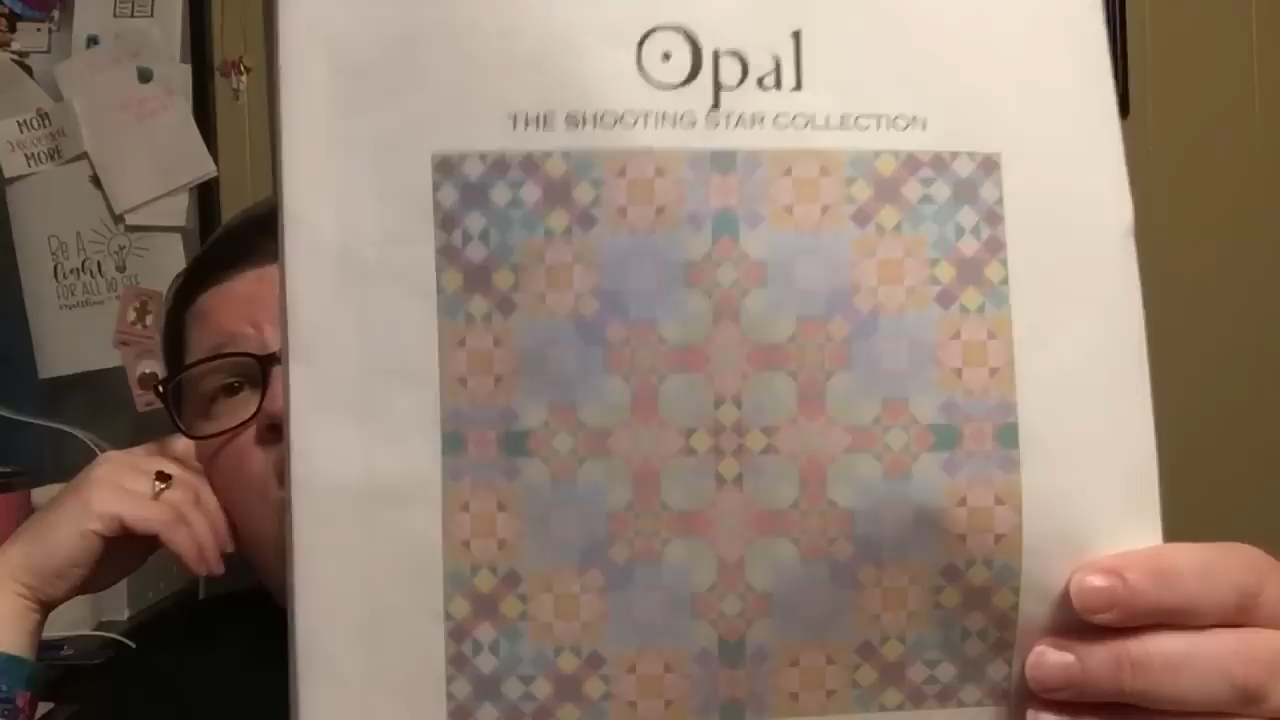 Opal
THE SHOOTING STAR COLLECTION
MOM
MORE
BE A
light
FOR ALL TO SEE